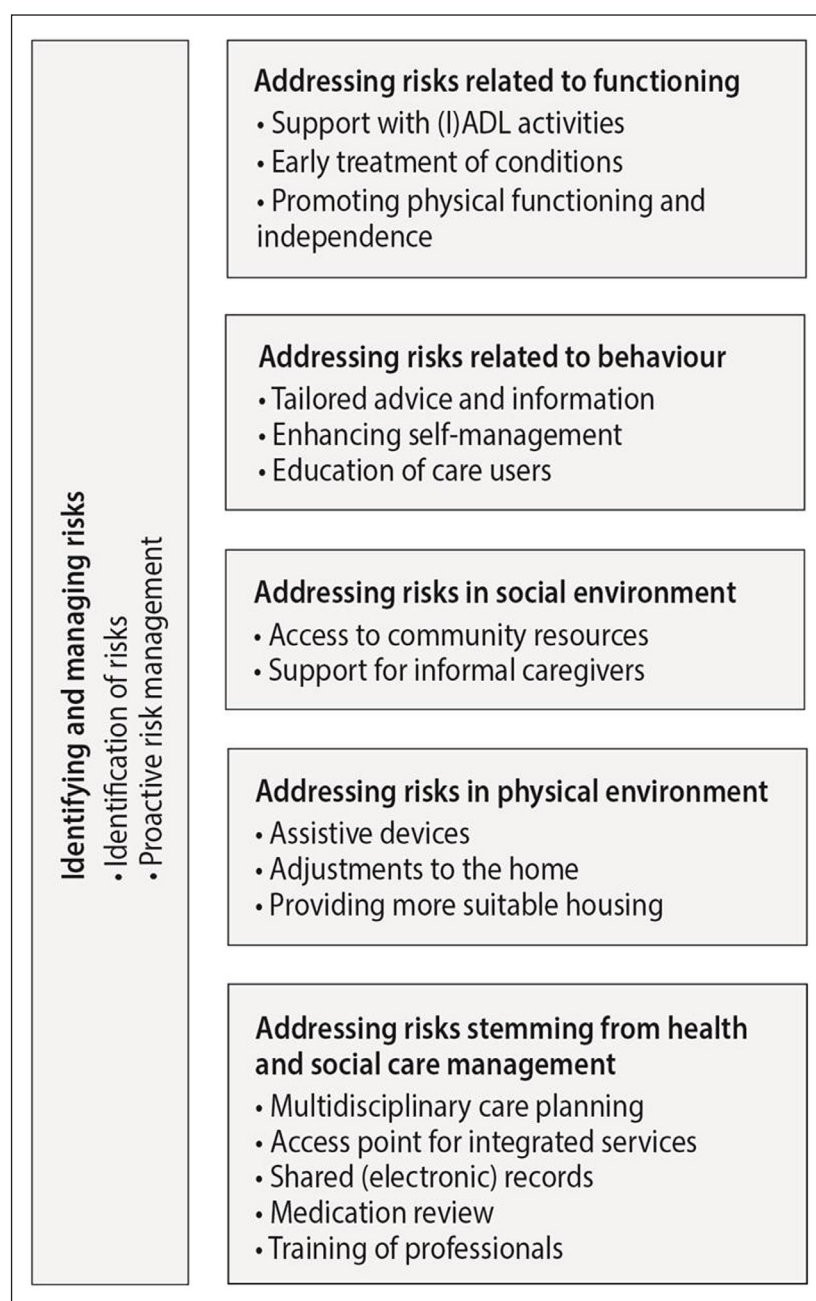 Identifying and managing risks
• Identification of risks
• Proactive risk management
Addressing risks related to functioning
• Support with (I)ADL activities
• Early treatment of conditions
• Promoting physical functioning and
independence
Addressing risks related to behaviour
• Tailored advice and information
• Enhancing self-management
• Education of care users
Addressing risks in social environment
• Access to community resources
• Support for informal caregivers
Addressing risks in physical environment
• Assistive devices
• Adjustments to the home
• Providing more suitable housing
Addressing risks stemming from health
and social care management
• Multidisciplinary care planning
• Access point for integrated services
• Shared (electronic) records
• Medication review
• Training of professionals